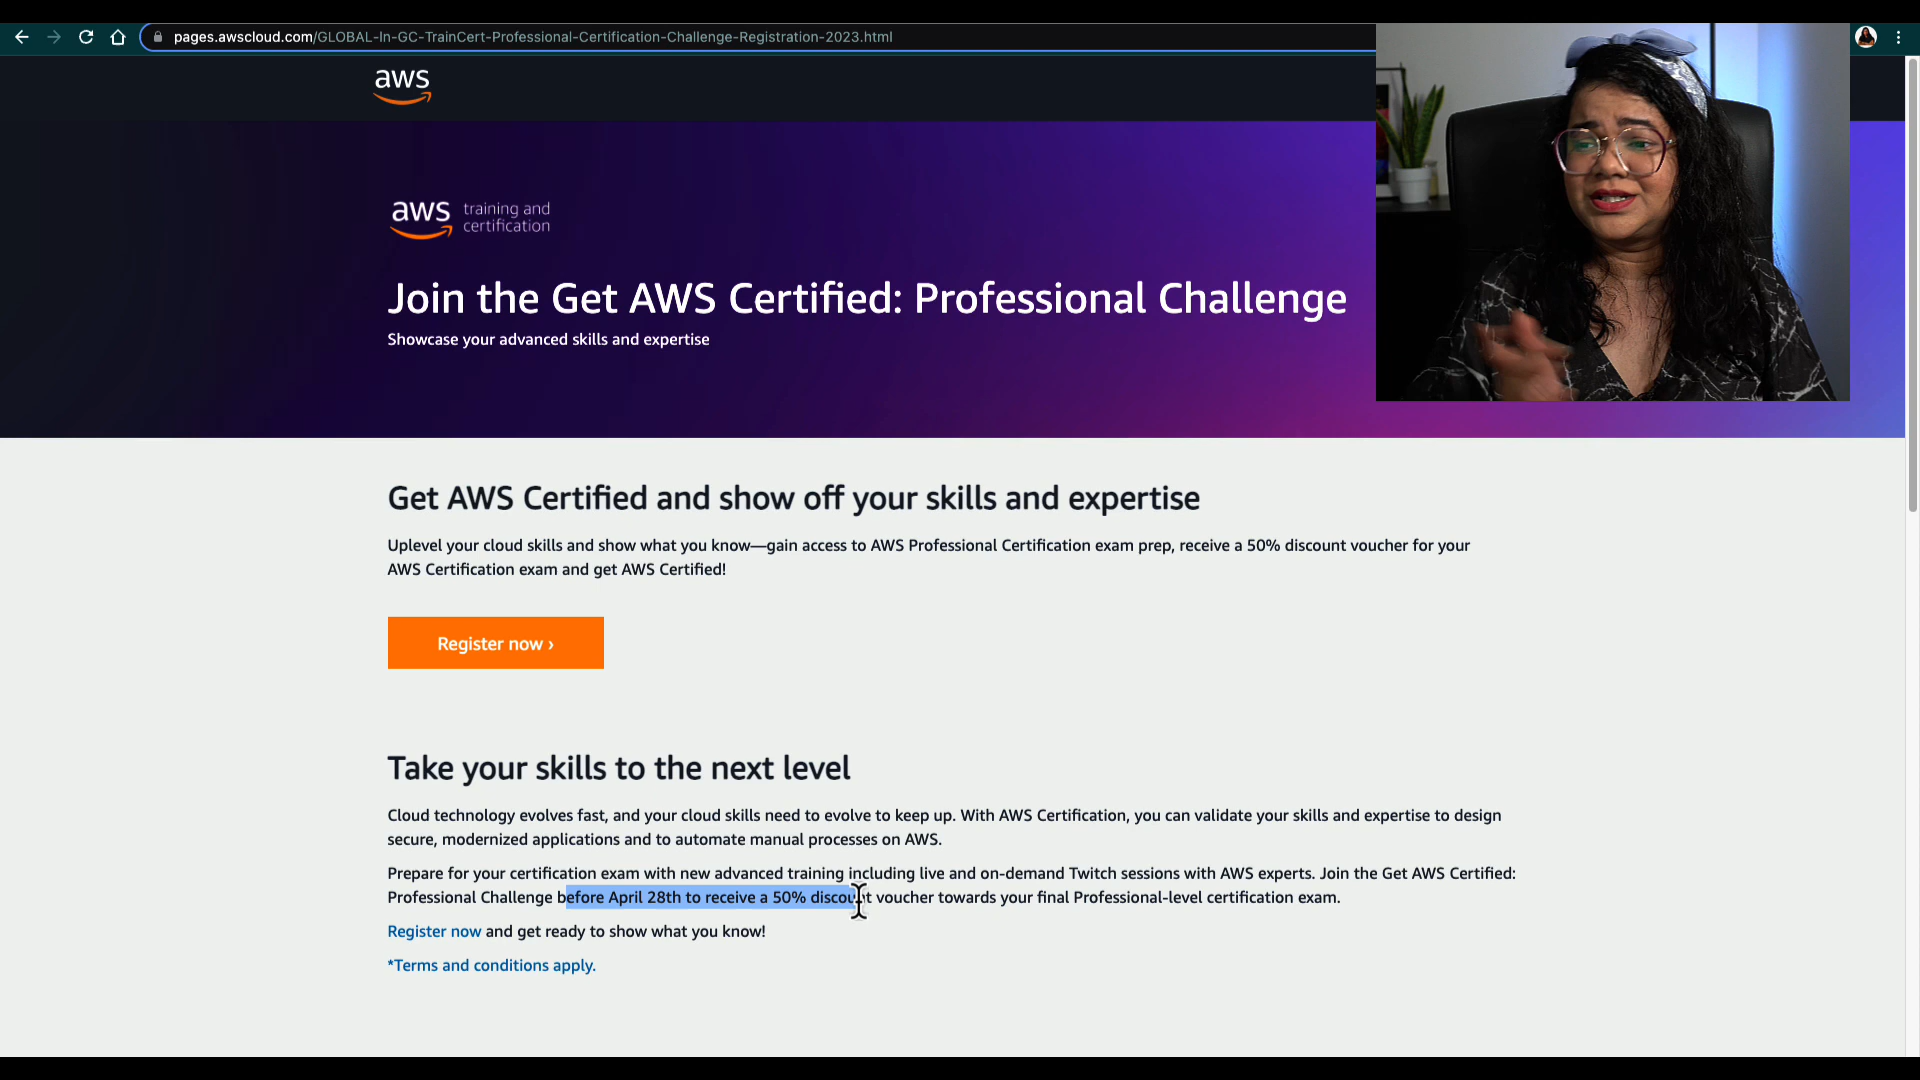 pages.awscloud.com/GLOBAL-In-GC-TrainCert-Professional-Certification-Challenge-Registration-2023.html
aws
aws training and certification
Join the Get AWS Certified: Professional Challenge
Showcase your advanced skills and expertise
Get AWS Certified and show off your skills and expertise
Uplevel your cloud skills and show what you know—gain access to AWS Professional Certification exam prep, receive a 50% discount voucher for your
AWS Certification exam and get AWS Certified!
Register now ›
Take your skills to the next level
Cloud technology evolves fast, and your cloud skills need to evolve to keep up. With AWS Certification, you can validate your skills and expertise to design
secure, modernized applications and to automate manual processes on AWS.
Prepare for your certification exam with new advanced training including live and on-demand Twitch sessions with AWS experts. Join the Get AWS Certified:
Professional Challenge before April 28th to receive a 50% discount voucher towards your final Professional-level certification exam.
Register now and get ready to show what you know!
*Terms and conditions apply.